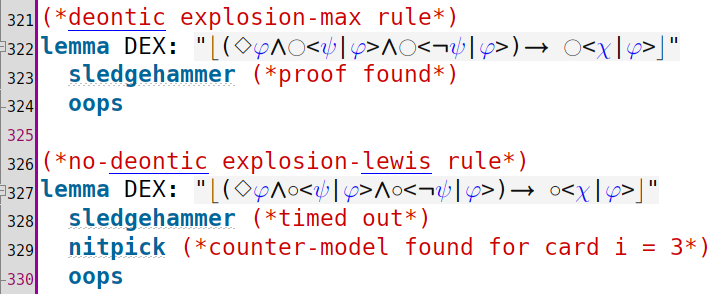 321 (*deontic explosion-max rule*)
322 lemma DEX: "⌊(◇φ∧◯<ψ|φ>∧◯<¬ψ|φ>)⟶ ◯<χ|φ>⌋"
323 sledgehammer (*proof found*)
324 oops
325
326 (*no-deontic explosion-lewis rule*)
327 lemma DEX: "⌊(◇φ∧∘<ψ|φ>∧∘<¬ψ|φ>)⟶ ∘<χ|φ>⌋"
328 sledgehammer (*timed out*)
329 nitpick (*counter-model found for card i = 3*)
330 oops